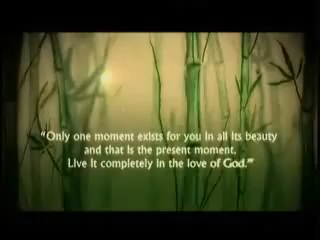 "Only one moment exists for you in all its beauty
and that is the present moment.
Live it completely in the love of God."